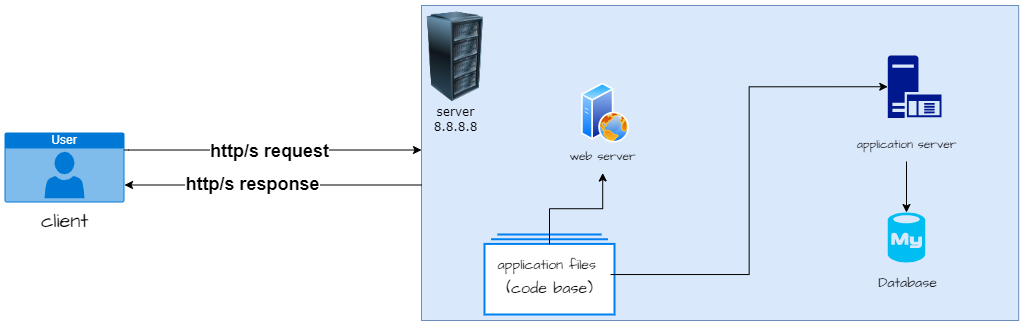 User
client
http/s request
http/s response
server
8.8.8.8
web server
application files
(code base)
application server
My
Database